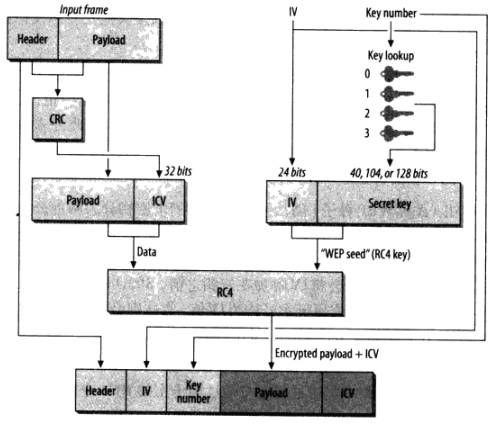 Input frame
IV
Key number
Header
Payload
Key lookup
0
1
2
3
CRC
32 bits
24 bits
40, 104, or 128 bits
Payload
ICV
IV
Secret key
Data
"WEP seed" (RC4 key)
RC4
Encrypted payload + ICV
Header
IV
Key number
Payload
ICV